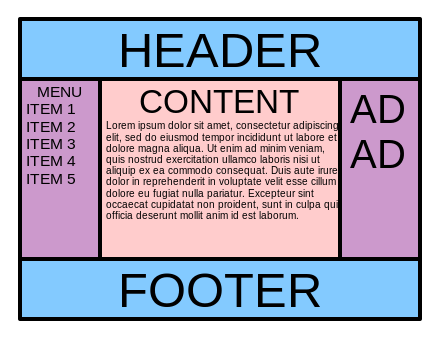 HEADER
MENU
ITEM 1
ITEM 2
ITEM 3
ITEM 4
ITEM 5
CONTENT
Lorem ipsum dolor sit amet, consectetur adipiscing
elit, sed do eiusmod tempor incididunt ut labore et
dolore magna aliqua. Ut enim ad minim veniam,
quis nostrud exercitation ullamco laboris nisi ut
aliquip ex ea commodo consequat. Duis aute irure
dolor in reprehenderit in voluptate velit esse cillum
dolore eu fugiat nulla pariatur. Excepteur sint
occaecat cupidatat non proident, sunt in culpa qui
officia deserunt mollit anim id est laborum.
AD
AD
FOOTER